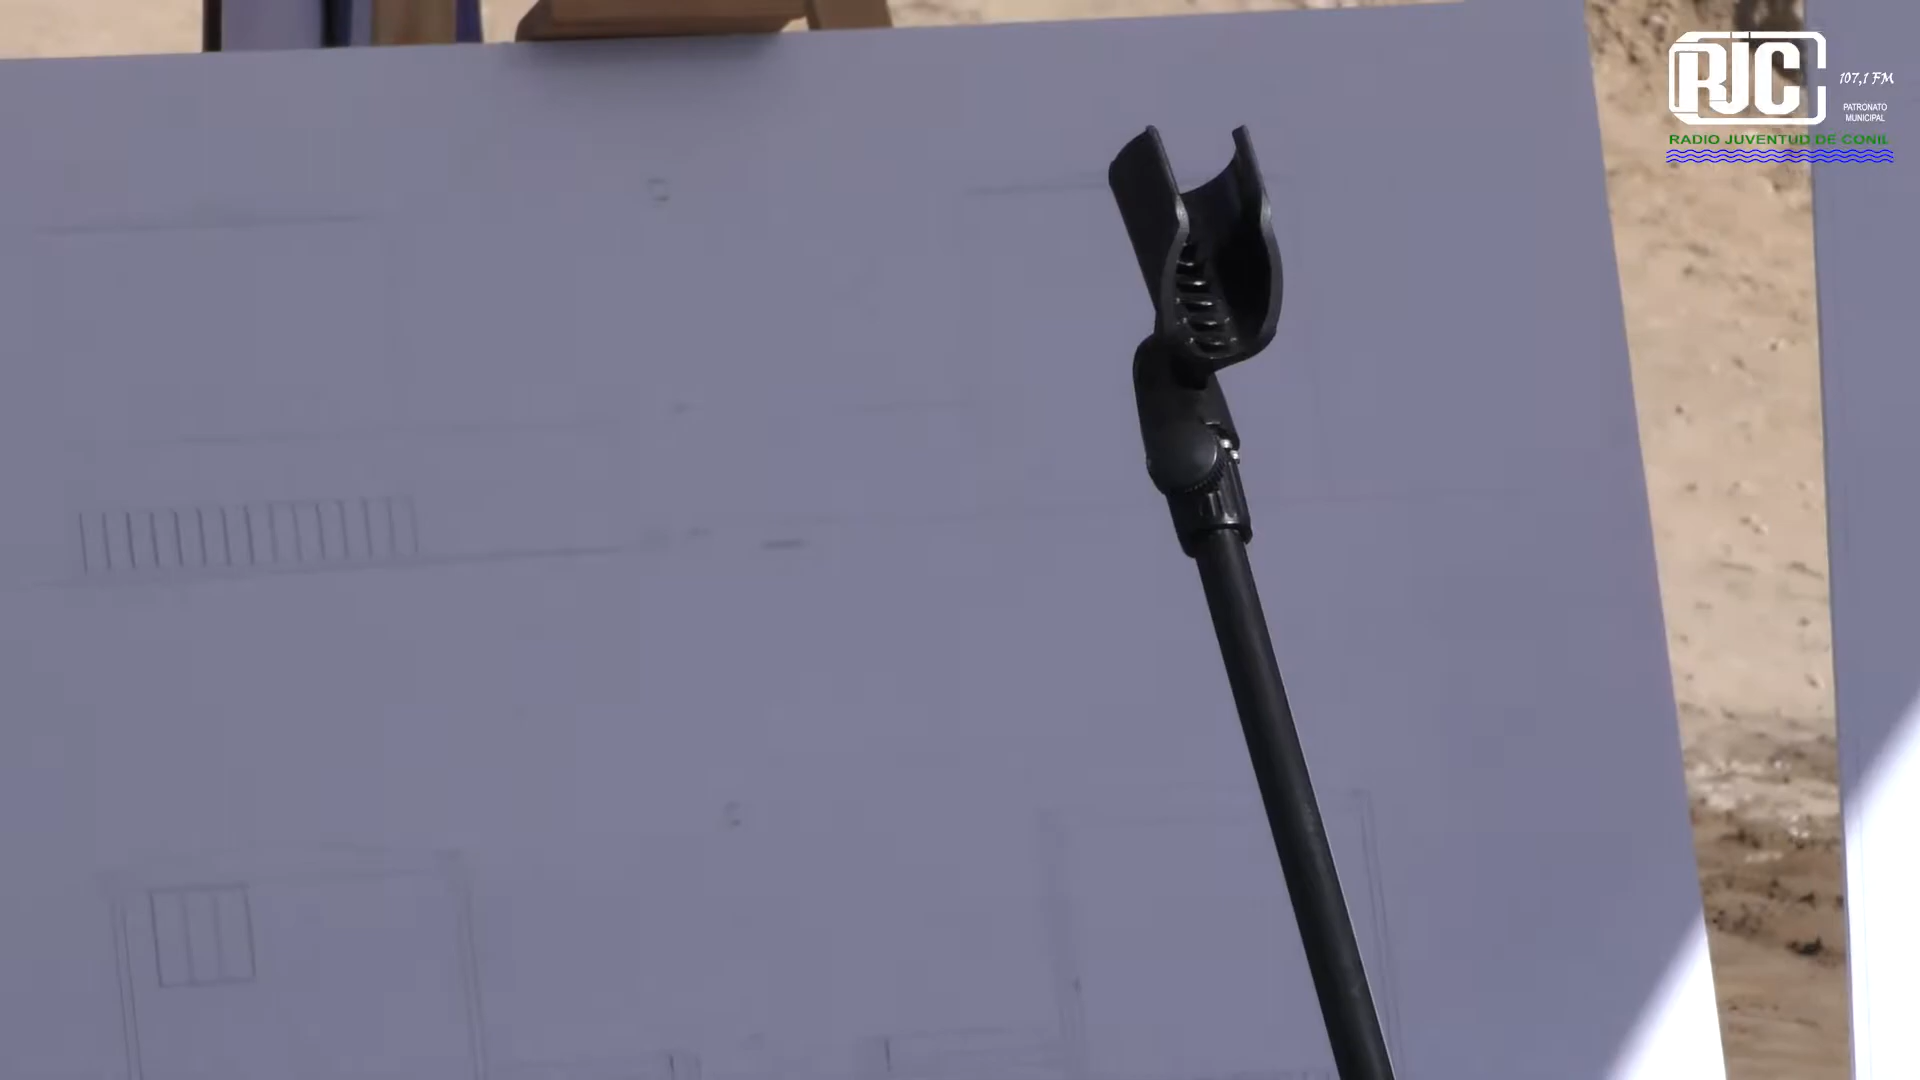 RJC
107,1 FM
PATRONATO
MUNICIPAL
RADIO JUVENTUD DE CONIL